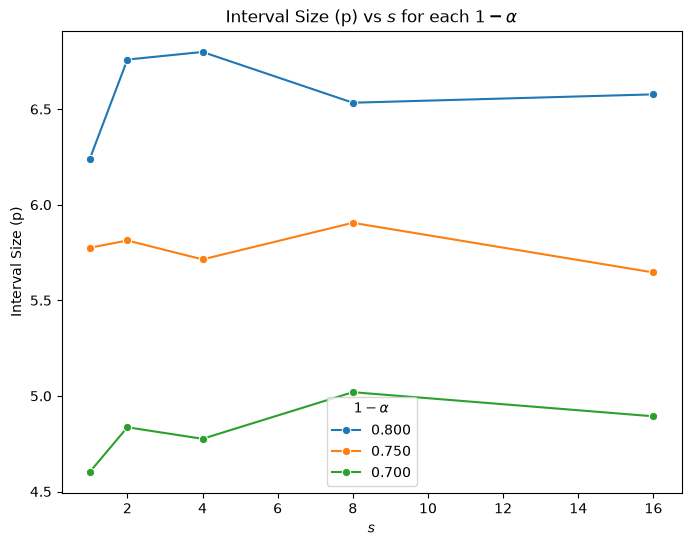 Interval Size (p) vs s for each 1 − α
Interval Size (p)
6.5
6.0
5.5
5.0
4.5
1 − α
0.800
0.750
0.700
2 4 6 8 10 12 14 16
s